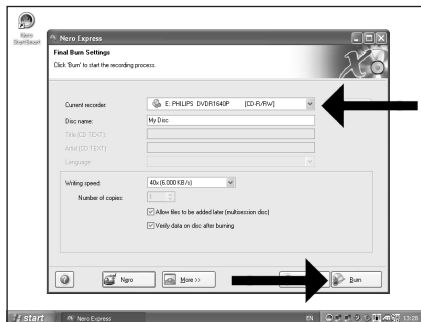 Nero
StartSmart
Nero Express
Final Burn Settings
Click 'Burn' to start the recording process.
Current recorder: E: PHILIPS DVDR1640P [CD-R/RW]
Disc name: My Disc
Title (CD TEXT):
Artist (CD TEXT):
Language:
Writing speed: 40x (6.000 KB/s)
Number of copies: 1
Allow files to be added later (multisession disc)
Verify data on disc after burning
Nero More >> Burn
start Nero Express EN 13:28